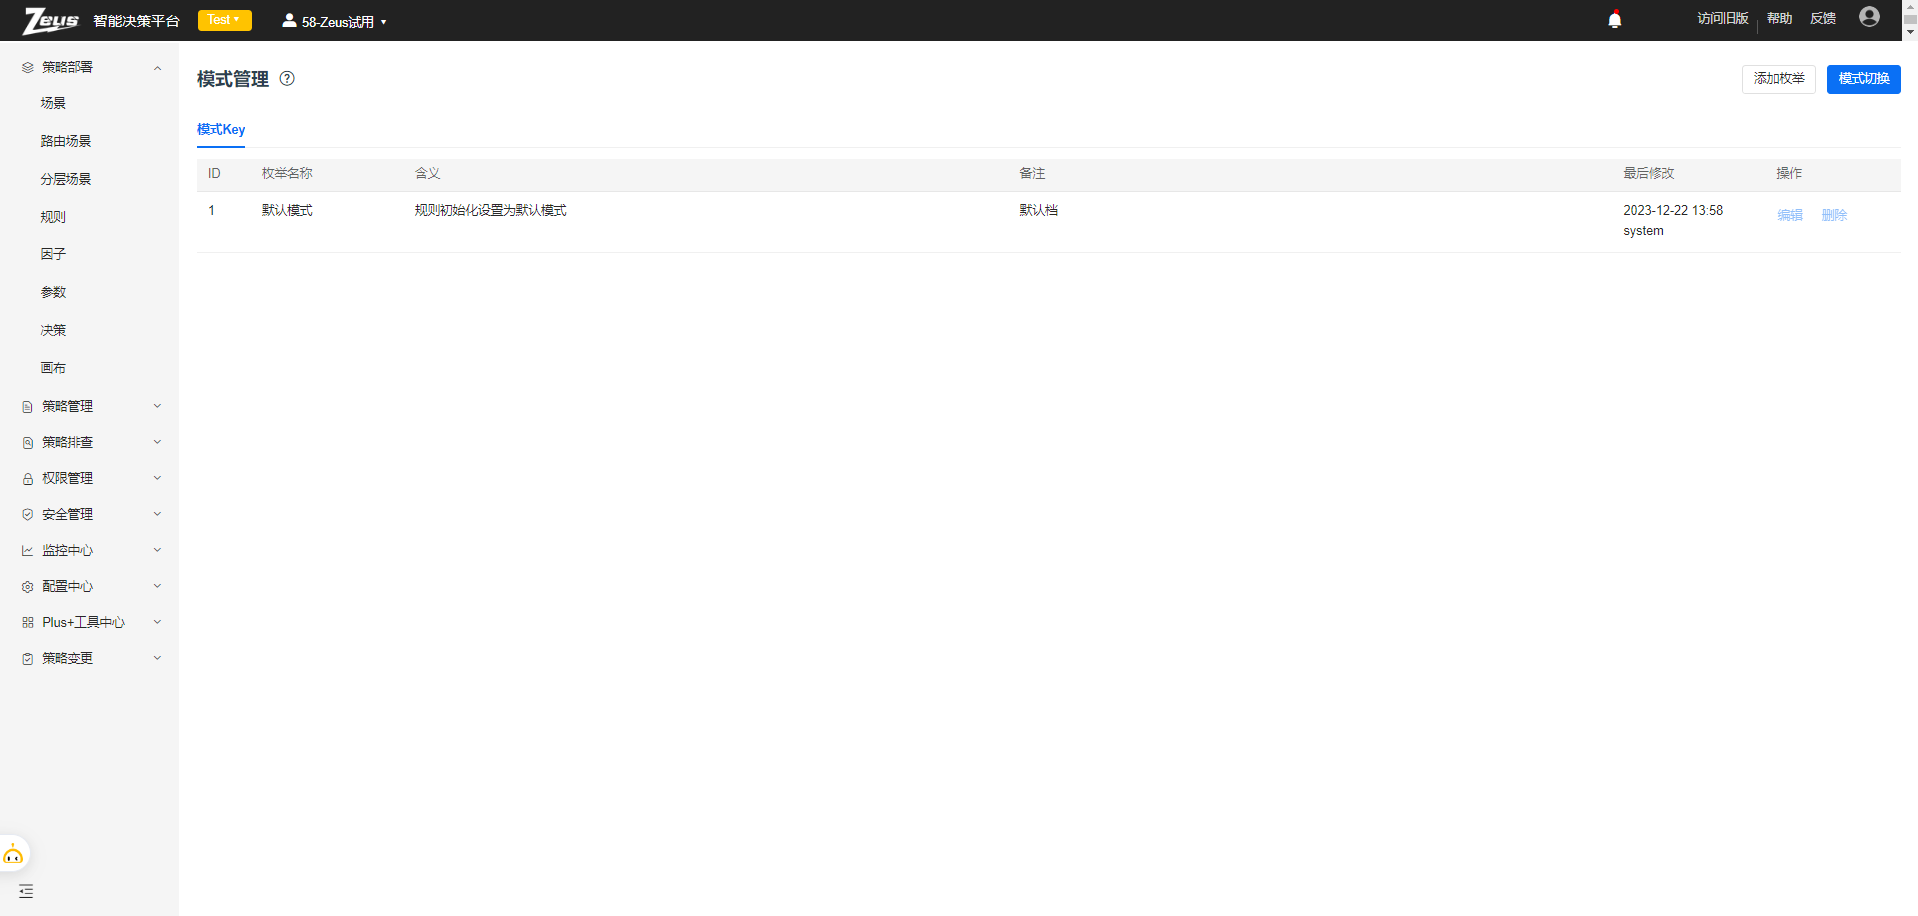 Zeus 智能决策平台 Test 58-Zeus试用 访问旧版 帮助 反馈
策略部署
场景
路由场景
分层场景
规则
因子
参数
决策
画布
策略管理
策略排查
权限管理
安全管理
监控中心
配置中心
Plus+工具中心
策略变更
模式管理 ?
添加枚举 模式切换
模式Key
ID 枚举名称 含义 备注 最后修改 操作
1 默认模式 规则初始化设置为默认模式 默认档 2023-12-22 13:58 编辑 删除
system